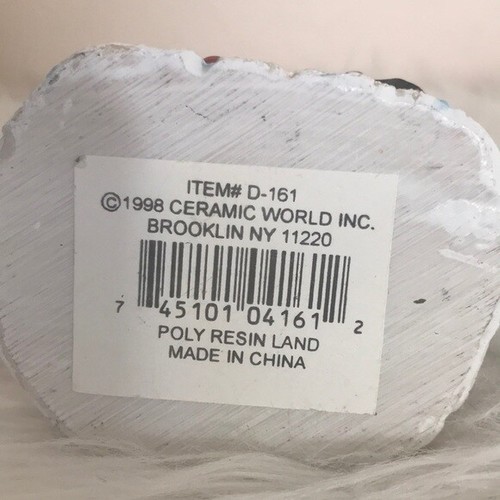 ITEM# D-161
©1998 CERAMIC WORLD INC.
BROOKLIN NY 11220
7 45101 04161 2
POLY RESIN LAND
MADE IN CHINA